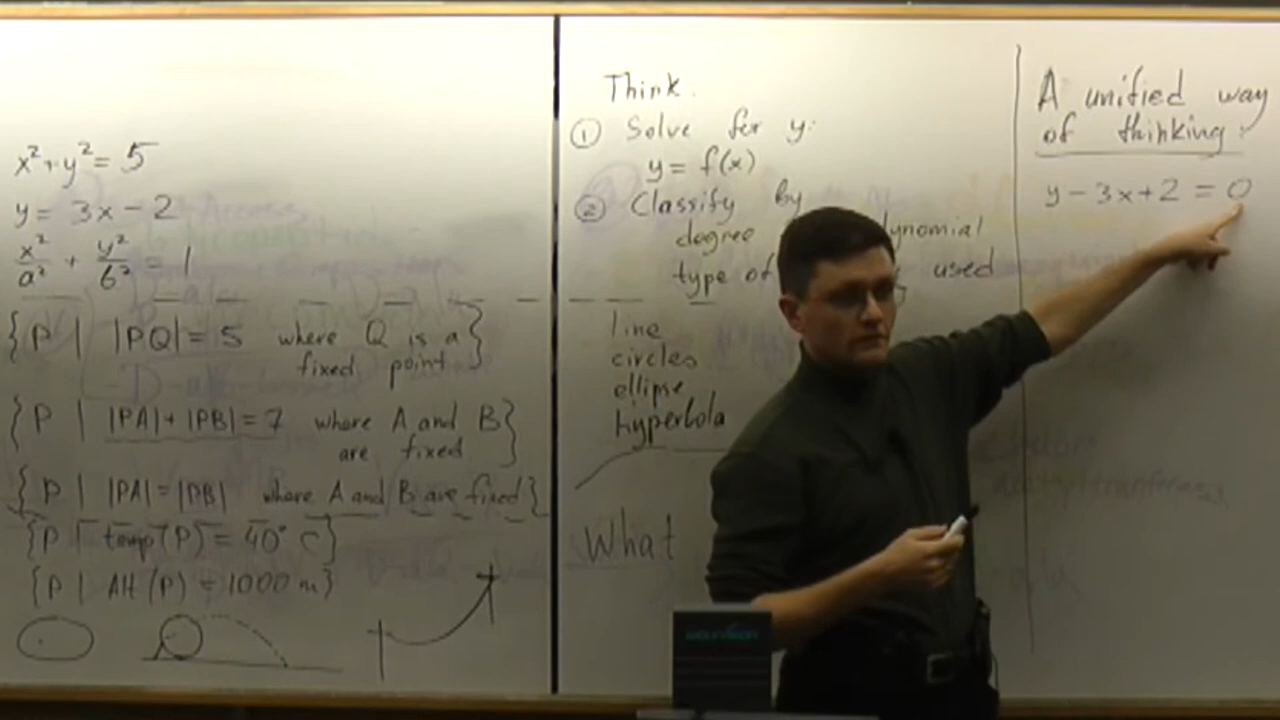 x² + y² = 5
y = 3x - 2
x²/a² + y²/b² = 1
{P | |PQ| = 5 where Q is a
fixed point}
{P | |PA| + |PB| = 7 where A and B
are fixed}
{P | |PA| = |PB| where A and B are fixed}
{P | temp(P) = 40° C}
{P | Alt(P) = 1000 m}
Think.
① Solve for y:
y = f(x)
② Classify by
degree
type of used
line
circles
ellipse
hyperbola
What
A unified way
of thinking:
y - 3x + 2 = 0